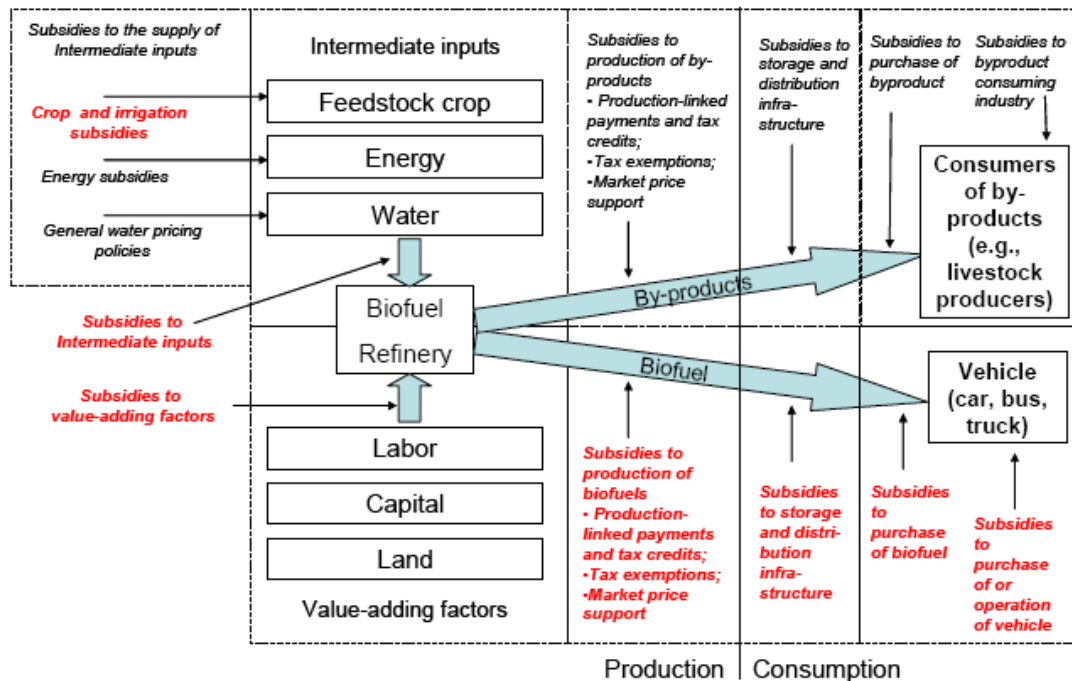 Subsidies to the supply of
Intermediate inputs
Crop and irrigation
subsidies
Energy subsidies
General water pricing
policies
Subsidies to
Intermediate inputs
Subsidies to
value-adding factors
Intermediate inputs
Feedstock crop
Energy
Water
Biofuel
Refinery
Labor
Capital
Land
Value-adding factors
Subsidies to
production of by-
products
▪ Production-linked
payments and tax
credits;
▪Tax exemptions;
▪Market price
support
Subsidies to
storage and
distribution
infra-
structure
Subsidies to
purchase of
byproduct
Subsidies to
byproduct
consuming
industry
By-products
Consumers
of by-
products
(e.g.,
livestock
producers)
Biofuel
Vehicle
(car, bus,
truck)
Subsidies to
production of
biofuels
▪ Production-
linked payments
and tax credits;
▪Tax exemptions;
▪Market price
support
Subsidies
to storage
and distri-
bution
infra-
structure
Subsidies
to
purchase
of biofuel
Subsidies
to
purchase
of or
operation
of vehicle
Production
Consumption